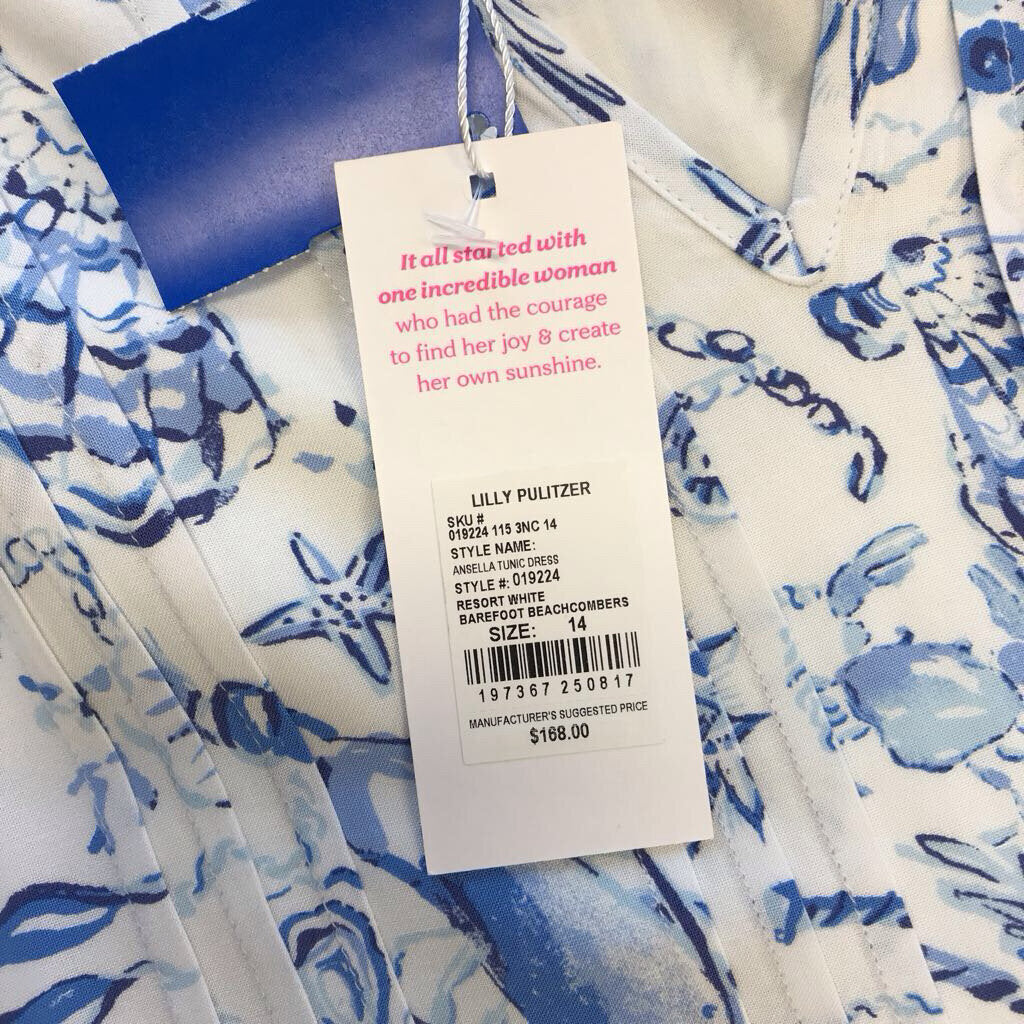 It all started with
one incredible woman
who had the courage
to find her joy & create
her own sunshine.
LILLY PULITZER
SKU #
019224 115 3NC 14
STYLE NAME:
ANSELLA TUNIC DRESS
STYLE #: 019224
RESORT WHITE
BAREFOOT BEACHCOMBERS
SIZE: 14
197367 250817
MANUFACTURER'S SUGGESTED PRICE
$168.00